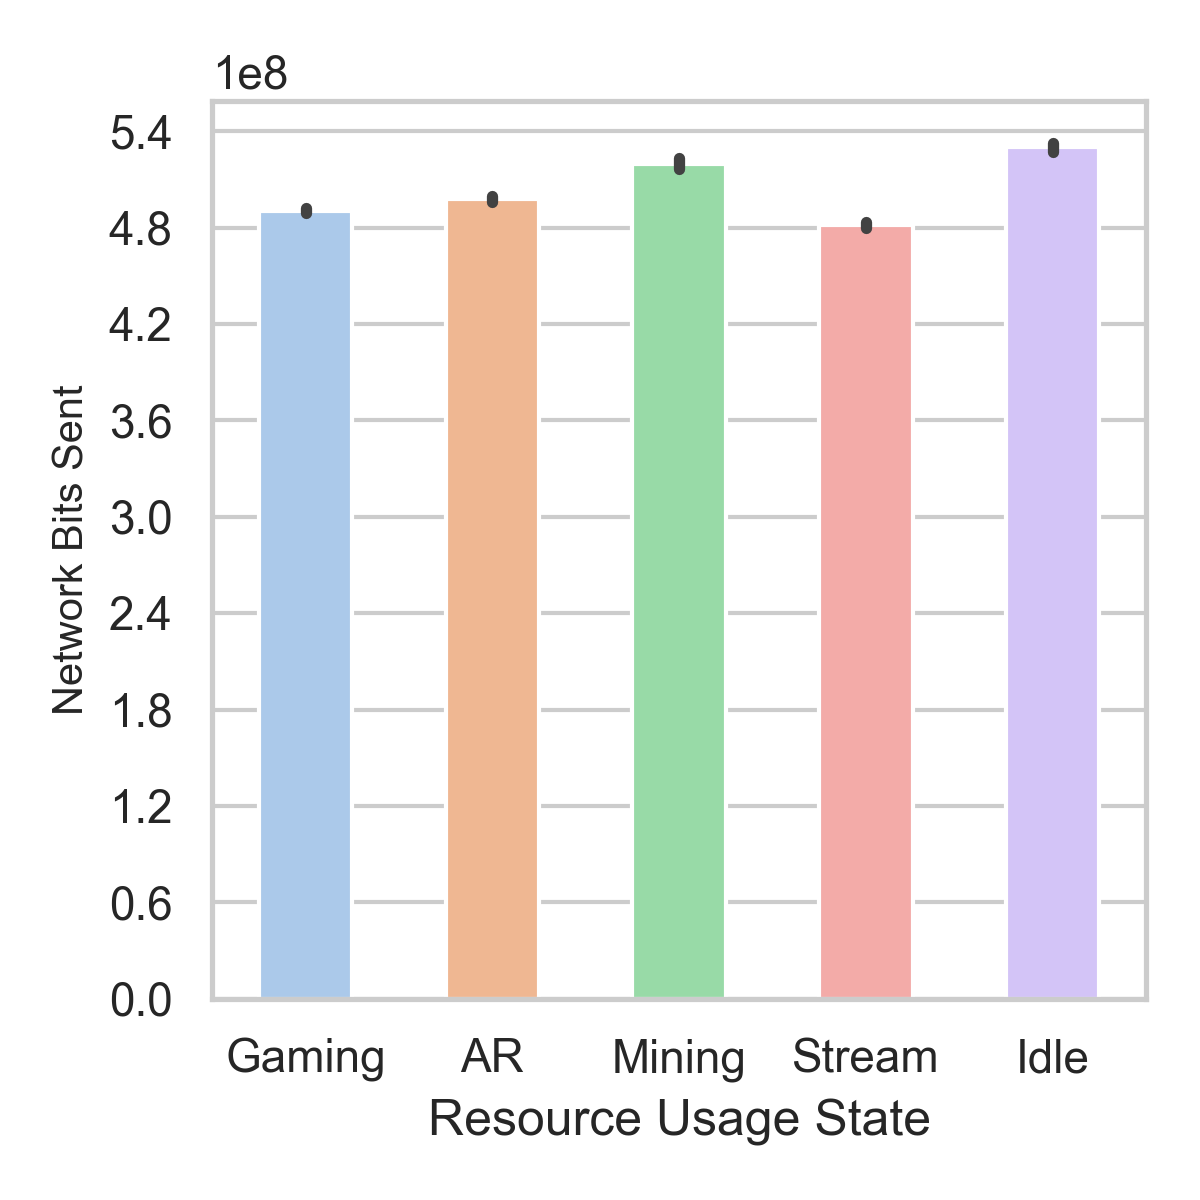 1e8
5.4
4.8
4.2
3.6
3.0
2.4
1.8
1.2
0.6
0.0
Network Bits Sent
Gaming AR Mining Stream Idle
Resource Usage State